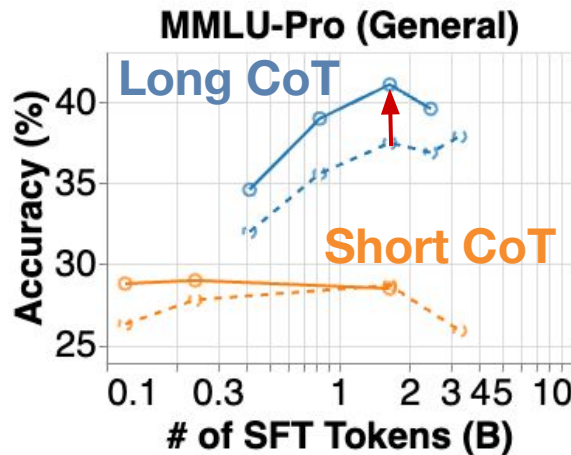 MMLU-Pro (General)
Long CoT
Short CoT
Accuracy (%)
40
35
30
25
0.1 0.3 1 2 3 4 5 10
# of SFT Tokens (B)